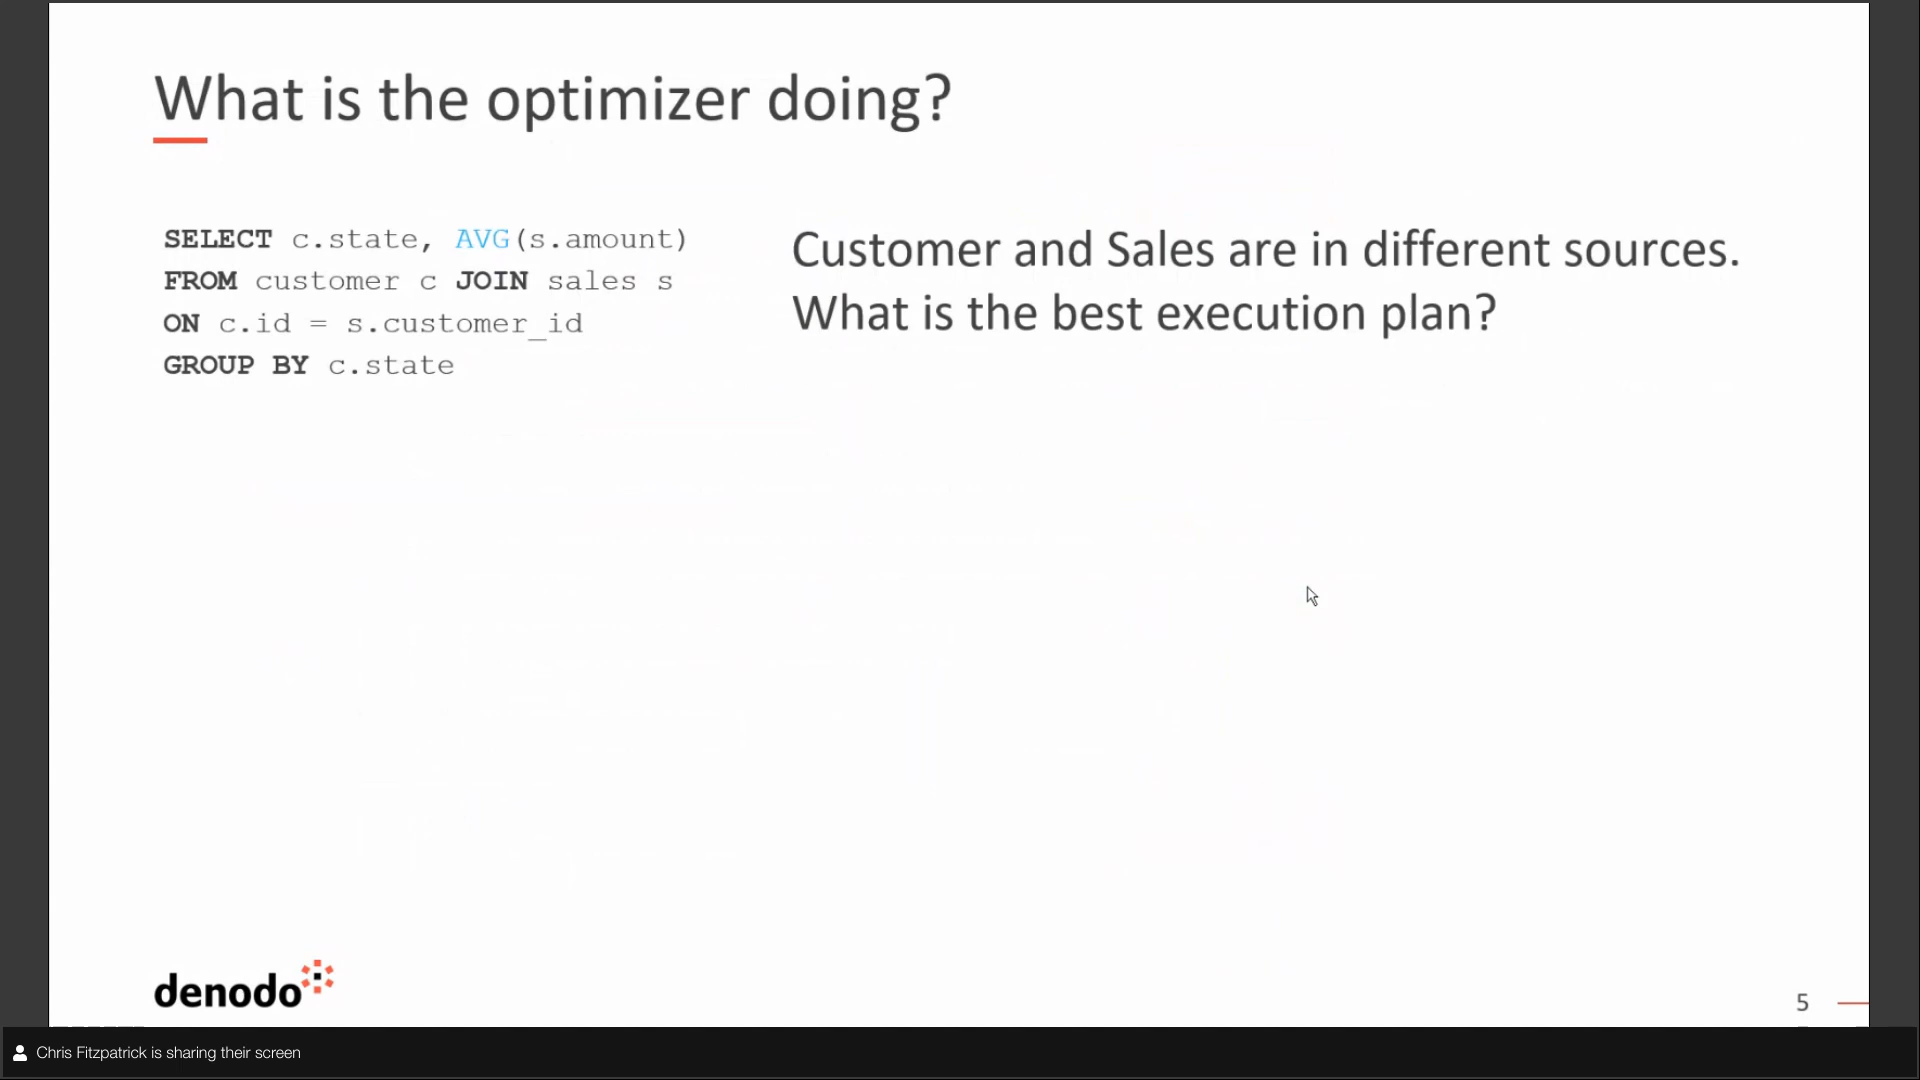 What is the optimizer doing?
SELECT c.state, AVG(s.amount)
FROM customer c JOIN sales s
ON c.id = s.customer_id
GROUP BY c.state
Customer and Sales are in different sources.
What is the best execution plan?
denodo
5
Chris Fitzpatrick is sharing their screen